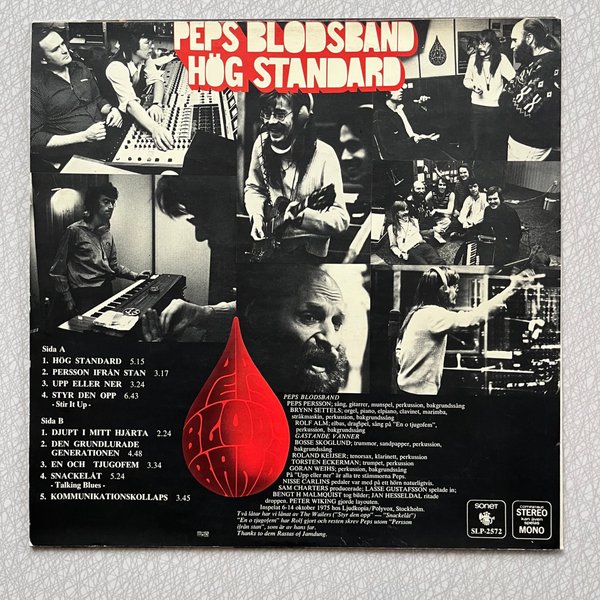 PEPS BLODSBAND
HÖG STANDARD...
Sida A
1. HÖG STANDARD 5.15
2. PERSSON IFRÅN STAN 3.17
3. UPP ELLER NER 3.24
4. STYR DEN OPP 6.43
- Stir It Up -
Sida B
1. DJUPT I MITT HJÄRTA 2.24
2. DEN GRUNDLURADE
GENERATIONEN 4.48
3. EN OCH TJUGOFEM 3.34
4. SNACKELÅT 5.24
- Talking Blues -
5. KOMMUNIKATIONSKOLLAPS 3.45
PEPS BLODSBAND
PEPS PERSSON; sång, gitarrer, munspel, perkussion, bakgrundssång
BRYNN SETTELS; orgel, piano, elpiano, clavinet, marimba,
stråkmaskin, perkussion, bakgrundssång
ROLF ALM; elbas, dragspel, sång på "En o tjugofem",
perkussion, bakgrundssång
GÄSTANDE VÄNNER
BOSSE SKOGLUND; trummor, sandpapper, perkussion,
bakgrundssång
ROLAND KEIJSER; tenorsax, klarinett, perkussion
TORSTEN ECKERMAN; trumpet, perkussion
GÖRAN WEIHS; perkussion, bakgrundssång
På "Upp eller ner" är alla tre stämmorna Peps.
NISSE CARLINS pedaler var med på ett hörn naturligtvis.
SAM CHARTERS producerade; LASSE GUSTAFSSON spelade in;
BENGT H MALMQUIST tog bilder; JAN HESSEDAL ritade
droppen. PETER WIKING gjorde layouten.
Inspelat 6-14 oktober 1975 hos Ljudkopia/Polyvox, Stockholm.
Två låtar har vi lånat av The Wailers ("Styr den opp" — "Snackelåt")
"En o tjugofem" har Rolf gjort och resten skrev Peps utom "Persson
ifrån stan", som är av hans far.
Thanks to dem Rastas of Jamdung.
sonet
SLP-2572
STEREO
MONO